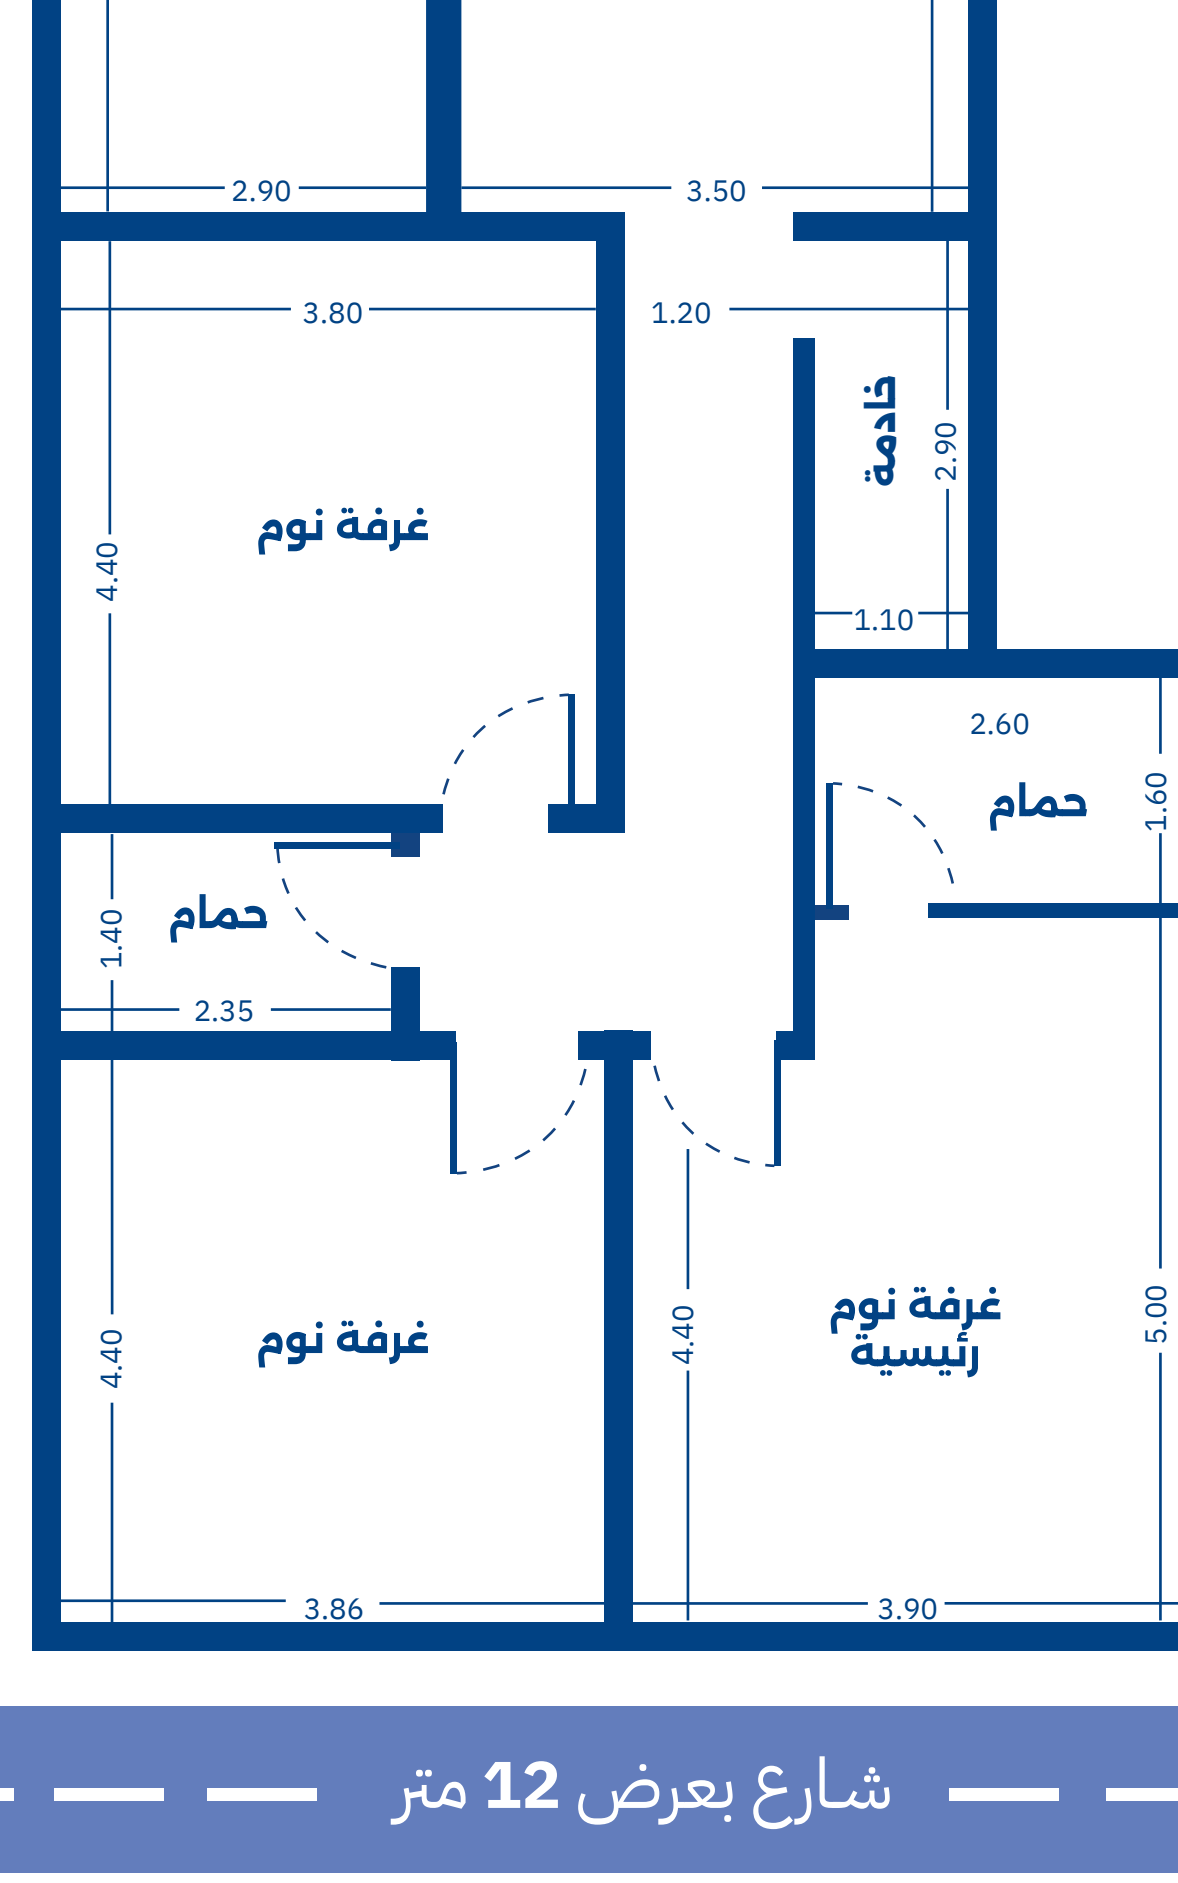 2.90
3.50
3.80
1.20
خادمة
2.90
غرفة نوم
4.40
1.10
2.60
حمام
1.60
حمام
1.40
2.35
غرفة نوم
رئيسية
5.00
4.40
غرفة نوم
4.40
3.86
3.90
شارع بعرض 12 متر